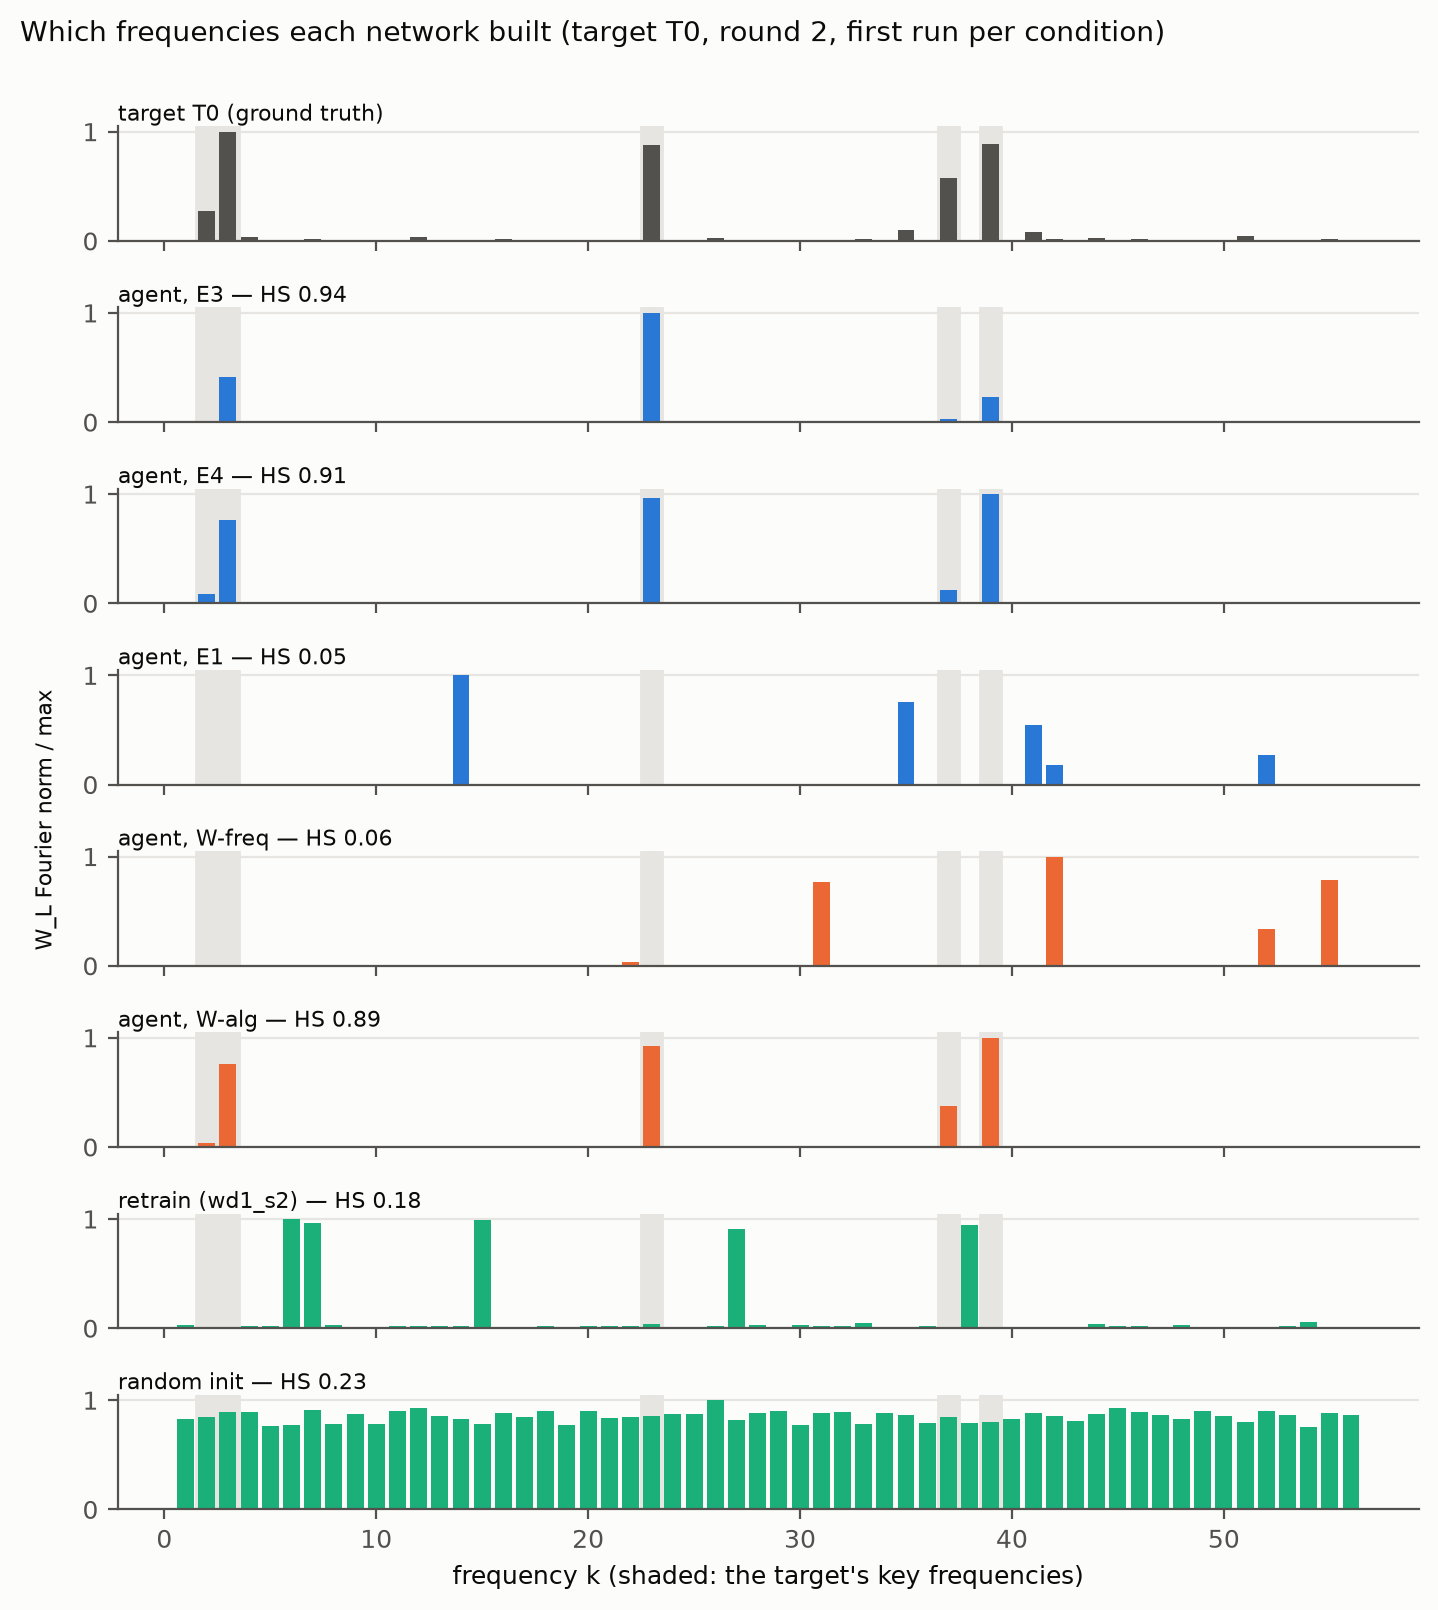 Which frequencies each network built (target T0, round 2, first run per condition)
target T0 (ground truth)
1
0
agent, E3 — HS 0.94
1
0
agent, E4 — HS 0.91
1
0
agent, E1 — HS 0.05
1
0
W_L Fourier norm / max
agent, W-freq — HS 0.06
1
0
agent, W-alg — HS 0.89
1
0
retrain (wd1_s2) — HS 0.18
1
0
random init — HS 0.23
1
0
0 10 20 30 40 50
frequency k (shaded: the target's key frequencies)